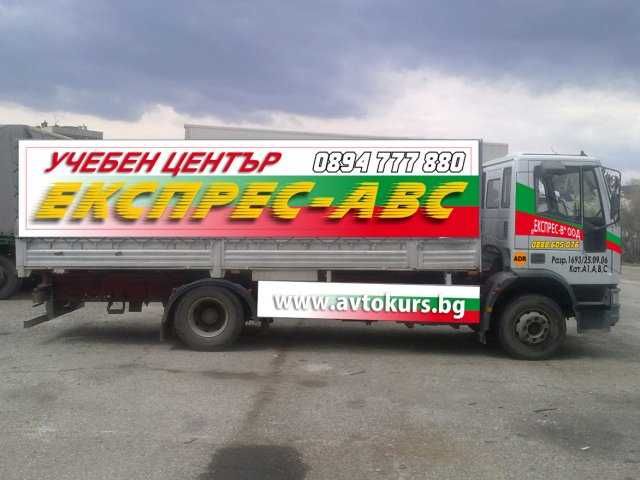 УЧЕБЕН ЦЕНТЪР 0894 777 880
ЕКСПРЕС-АВС
www.avtokurs.bg
„ЕКСПРЕС-В" ООД
0888 605 076
ADR
Разр.1693/25.09.06
Кат.А1,А,В,С